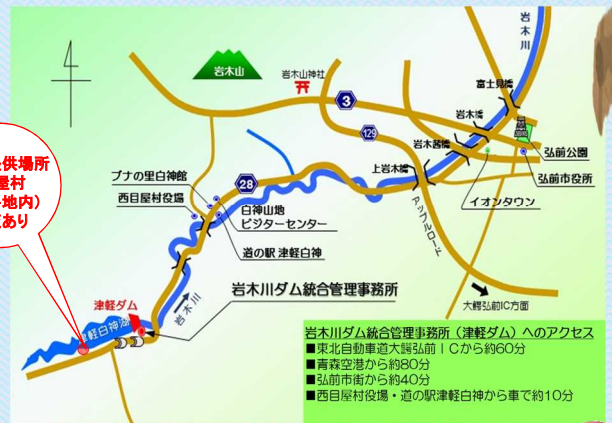 岩木川
岩木山
岩木山神社
3
富士見橋
129
岩木橋
岩木茜橋
上岩木橋
弘前公園
弘前市役所
イオンタウン
アップルロード
大鰐弘前IC方面
供場所
屋村
地内)
あり
ブナの里白神館
西目屋村役場
28
白神山地
ビジターセンター
道の駅 津軽白神
岩木川ダム統合管理事務所
岩木川
津軽ダム
津軽白神湖
岩木川ダム統合管理事務所(津軽ダム)へのアクセス
■東北自動車道大鰐弘前ICから約60分
■青森空港から約80分
■弘前市街から約40分
■西目屋村役場・道の駅津軽白神から車で約10分